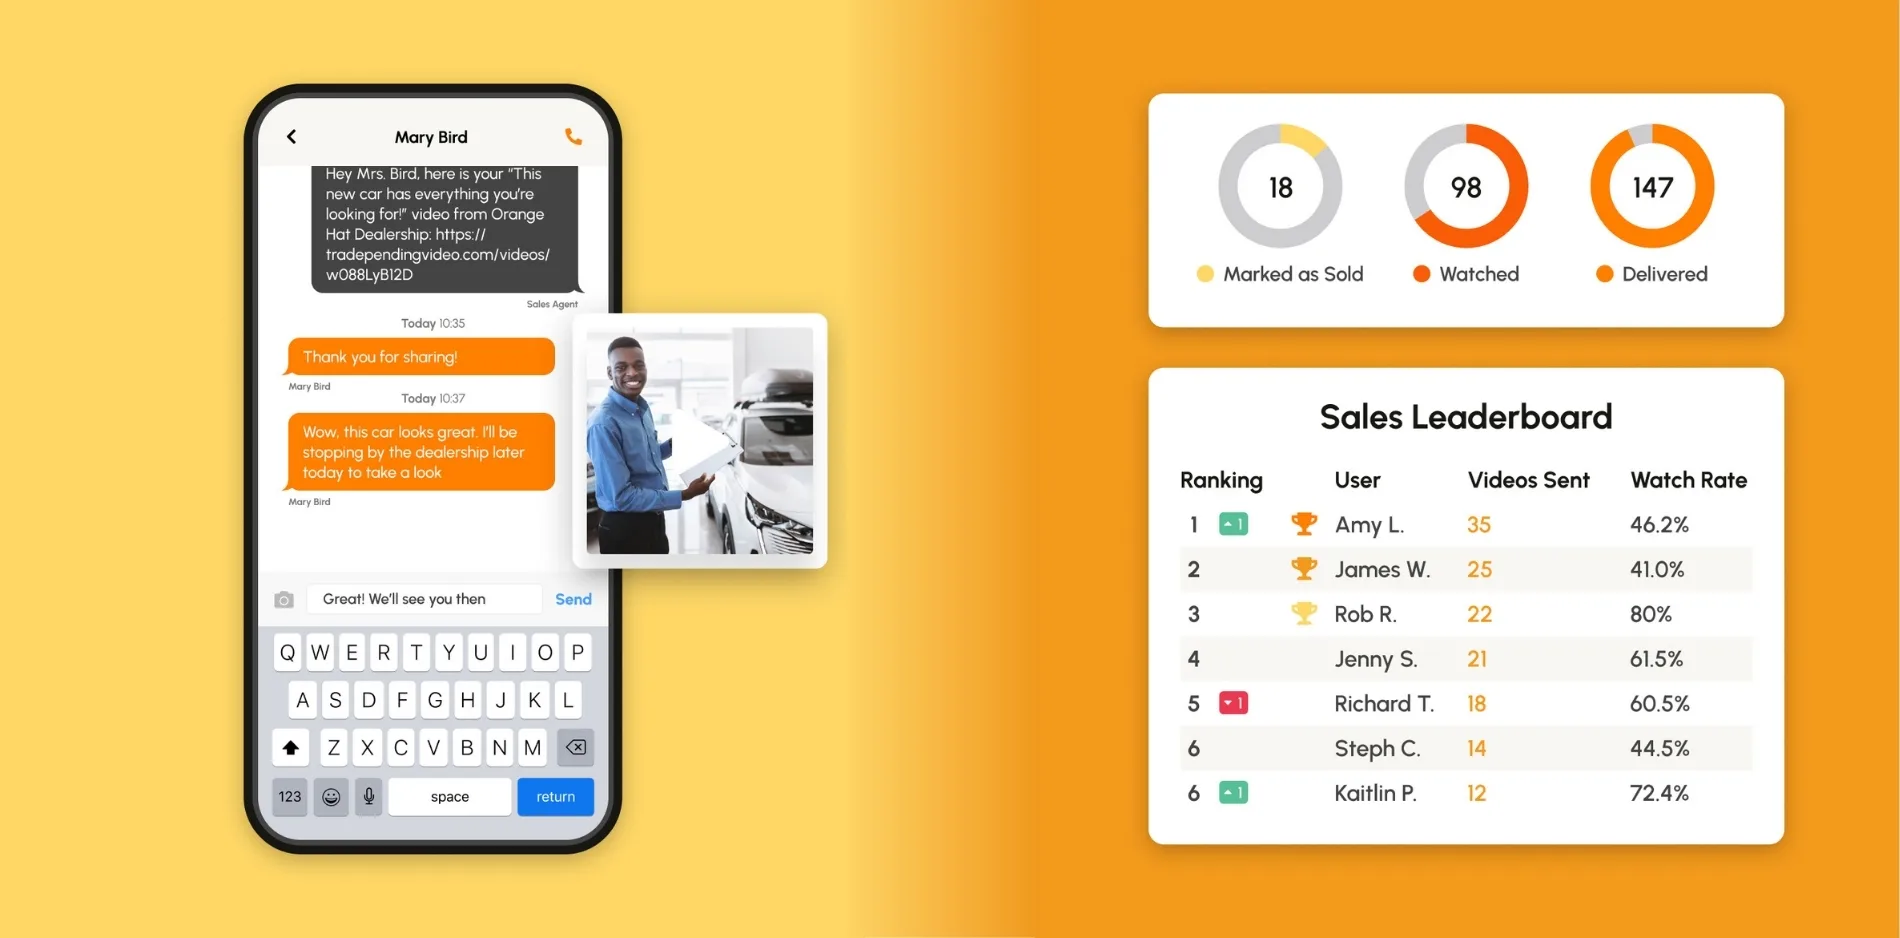 Mary Bird
Hey Mrs. Bird, here is your “This
new car has everything you’re
looking for!” video from Orange
Hat Dealership: https://
tradependingvideo.com/videos/
w088LyB12D
Sales Agent
Today 10:35
Thank you for sharing!
Mary Bird
Today 10:37
Wow, this car looks great. I’ll be
stopping by the dealership later
today to take a look
Mary Bird
Great! We’ll see you then
Send
Q W E R T Y U I O P
A S D F G H J K L
Z X C V B N M
123
space
return
18
98
147
Marked as Sold
Watched
Delivered
Sales Leaderboard
Ranking User Videos Sent Watch Rate
1 1 Amy L. 35 46.2%
2 James W. 25 41.0%
3 Rob R. 22 80%
4 Jenny S. 21 61.5%
5 1 Richard T. 18 60.5%
6 Steph C. 14 44.5%
6 1 Kaitlin P. 12 72.4%